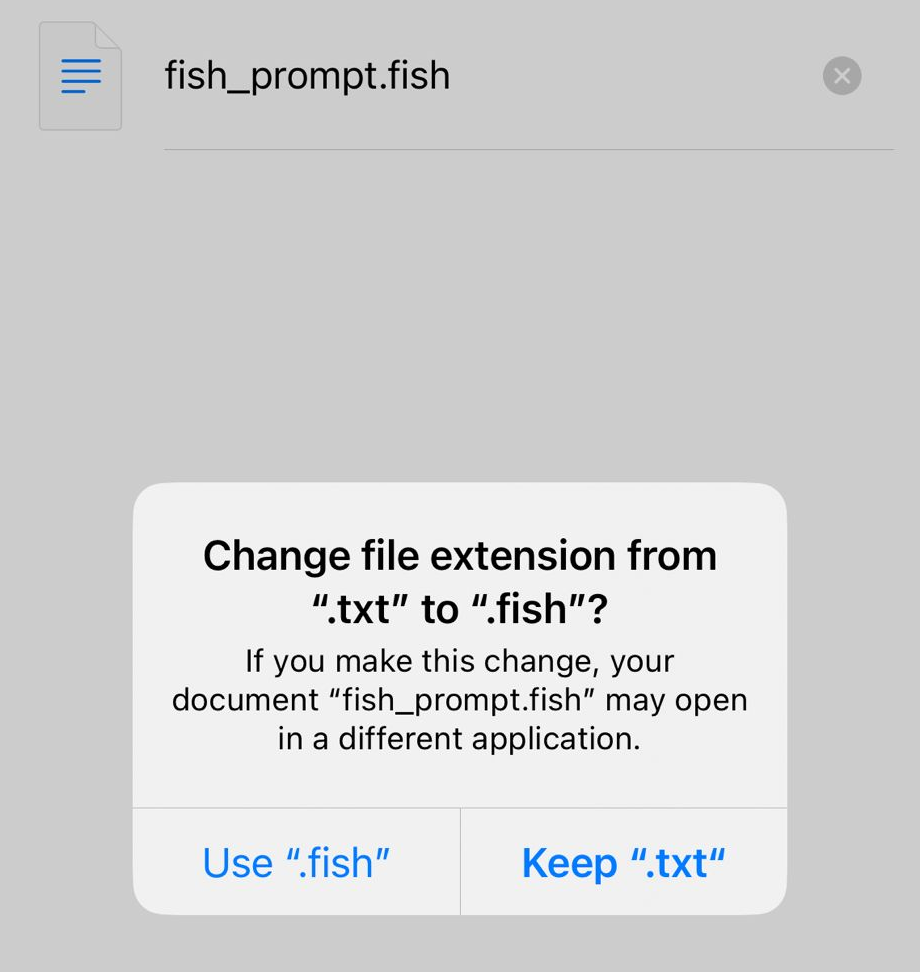 fish_prompt.fish
Change file extension from
“.txt” to “.fish”?
If you make this change, your
document “fish_prompt.fish” may open
in a different application.
Use “.fish”
Keep “.txt“